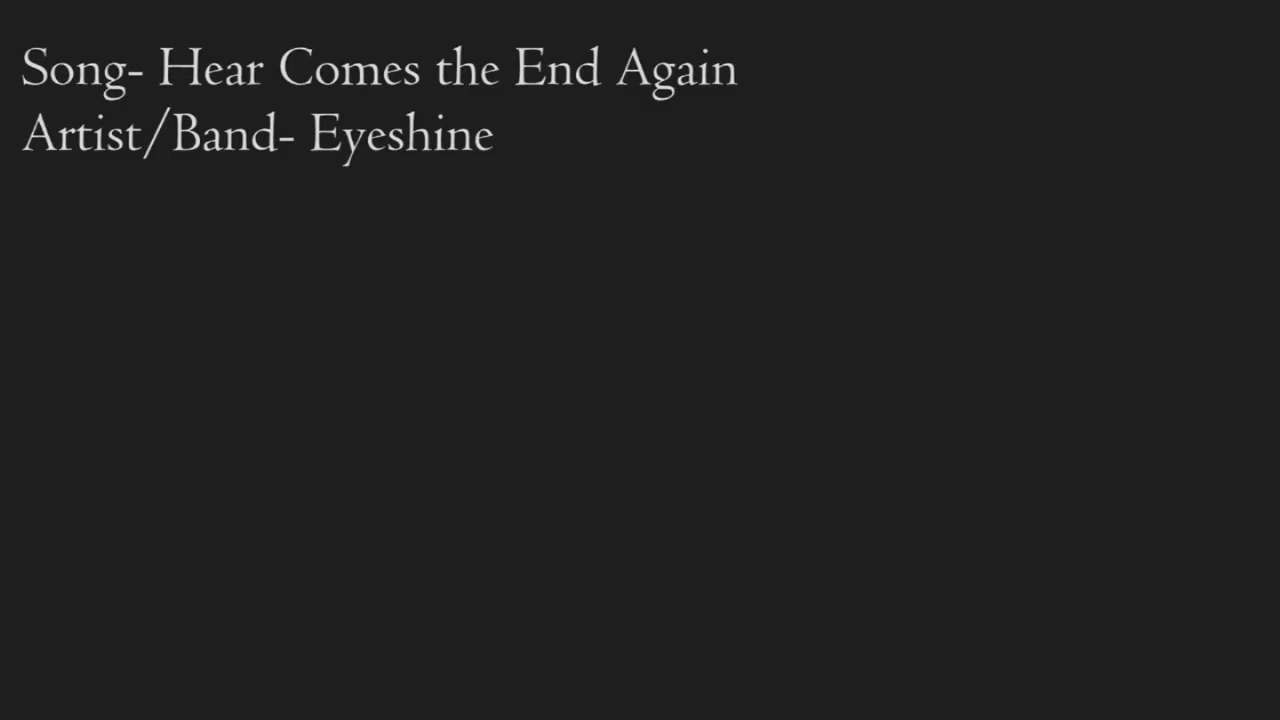 Song- Hear Comes the End Again
Artist/Band- Eyeshine